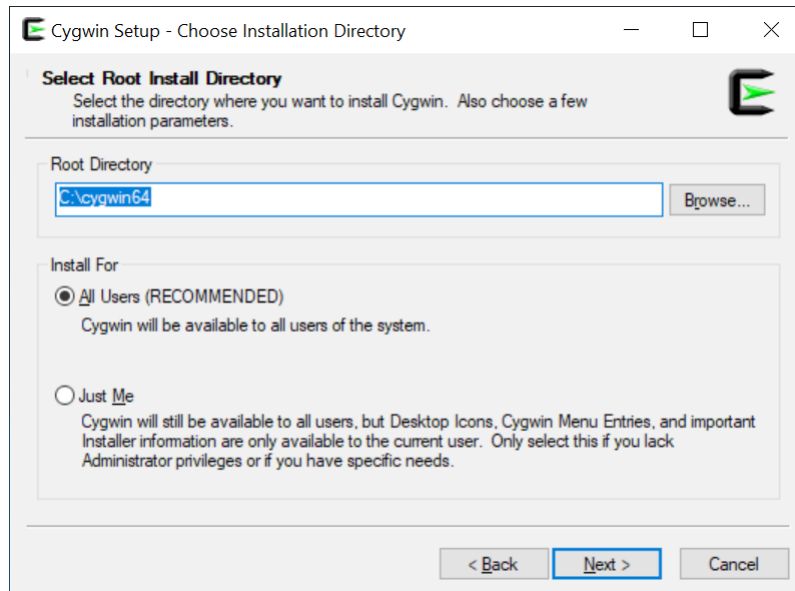 Cygwin Setup - Choose Installation Directory
Select Root Install Directory
Select the directory where you want to install Cygwin. Also choose a few
installation parameters.
Root Directory
C:\cygwin64
Browse...
Install For
All Users (RECOMMENDED)
Cygwin will be available to all users of the system.
Just Me
Cygwin will still be available to all users, but Desktop Icons, Cygwin Menu Entries, and important
Installer information are only available to the current user. Only select this if you lack
Administrator privileges or if you have specific needs.
< Back Next > Cancel